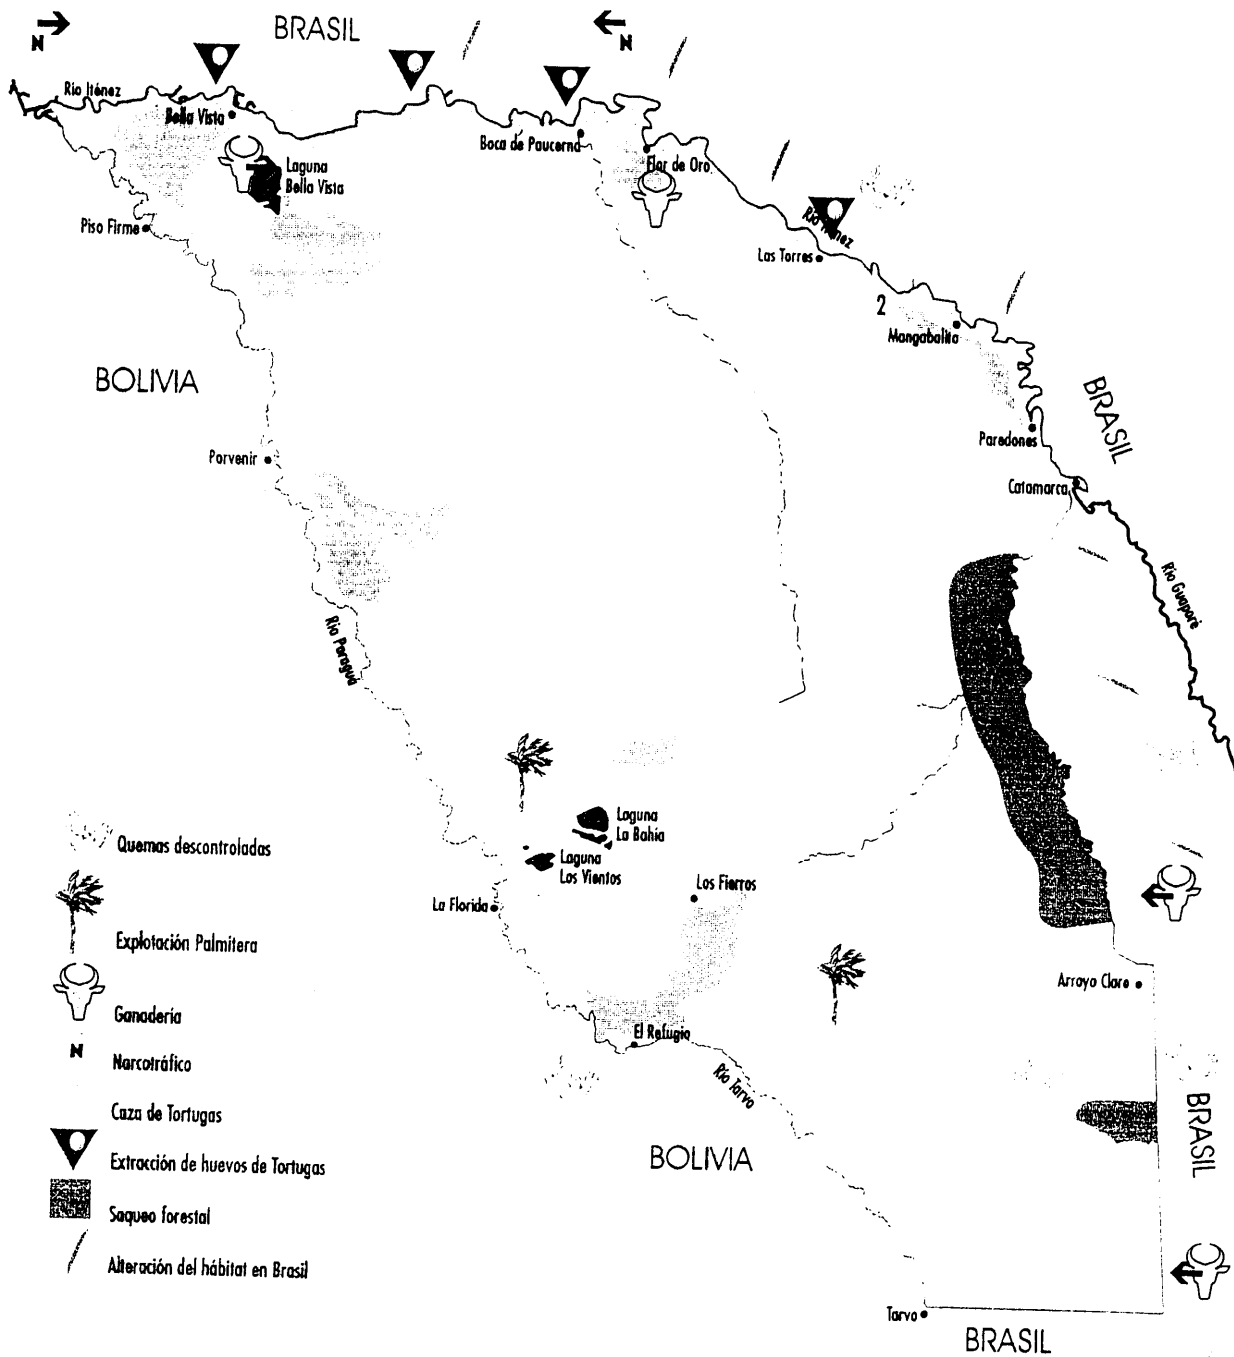 BRASIL
N
N
Río Iténez
Bella Vista
Boca de Paucerna
Flor de Oro
Laguna
Bella Vista
Piso Firme
Río Iténez
Las Torres
2
Mangabalito
BOLIVIA
BRASIL
Paredones
Porvenir
Catamarca
Río Guaporé
Río Paraguá
Laguna
La Bahía
Laguna
Los Vientos
Los Fierros
La Florida
Arroyo Claro
El Refugio
Río Tarvo
BRASIL
BOLIVIA
Tarvo
BRASIL
Quemas descontroladas
Explotación Palmitera
Ganadería
N
Narcotráfico
Caza de Tortugas
Extracción de huevos de Tortugas
Saqueo forestal
Alteración del hábitat en Brasil